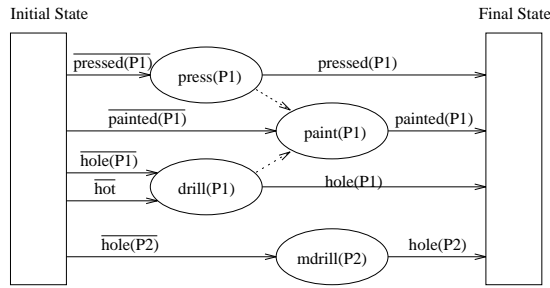 Initial State
Final State
pressed(P1)
press(P1)
pressed(P1)
painted(P1)
paint(P1)
painted(P1)
hole(P1)
hot
drill(P1)
hole(P1)
hole(P2)
mdrill(P2)
hole(P2)